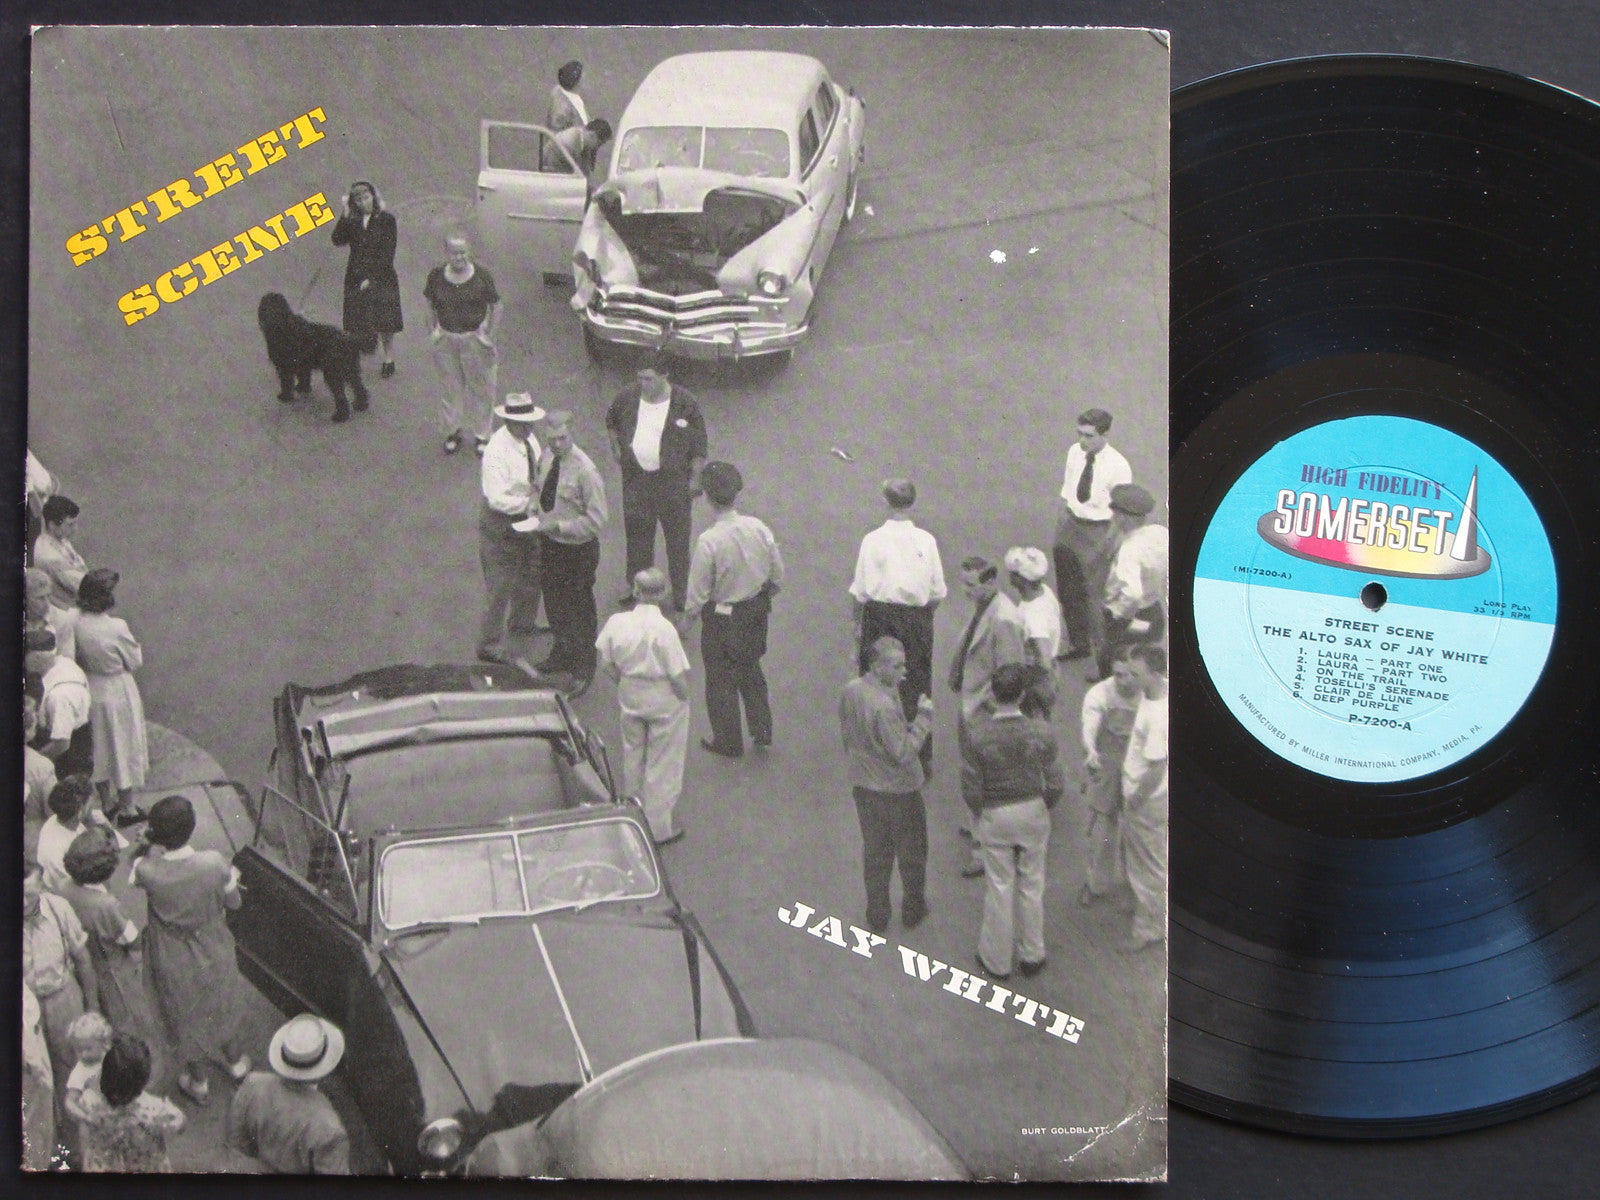 STREET
SCENE
JAY WHITE
BURT GOLDBLATT
HIGH FIDELITY
SOMERSET
(MI-7200-A)
LONG PLAY
33 1/3 RPM
STREET SCENE
THE ALTO SAX OF JAY WHITE
1. LAURA — PART ONE
2. LAURA — PART TWO
3. ON THE TRAIL
4. TOSELLI'S SERENADE
5. CLAIR DE LUNE
6. DEEP PURPLE
P-7200-A
MANUFACTURED BY MILLER INTERNATIONAL COMPANY, MEDIA, PA.